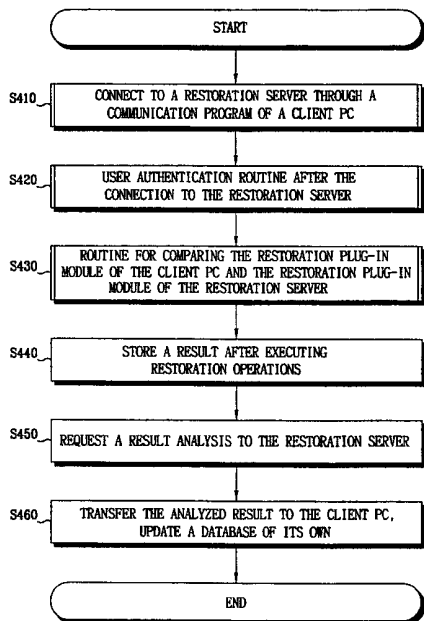 START
S410
CONNECT TO A RESTORATION SERVER THROUGH A
COMMUNICATION PROGRAM OF A CLIENT PC
S420
USER AUTHENTICATION ROUTINE AFTER THE
CONNECTION TO THE RESTORATION SERVER
S430
ROUTINE FOR COMPARING THE RESTORATION PLUG-IN
MODULE OF THE CLIENT PC AND THE RESTORATION PLUG-IN
MODULE OF THE RESTORATION SERVER
S440
STORE A RESULT AFTER EXECUTING
RESTORATION OPERATIONS
S450
REQUEST A RESULT ANALYSIS TO THE RESTORATION SERVER
S460
TRANSFER THE ANALYZED RESULT TO THE CLIENT PC,
UPDATE A DATABASE OF ITS OWN
END